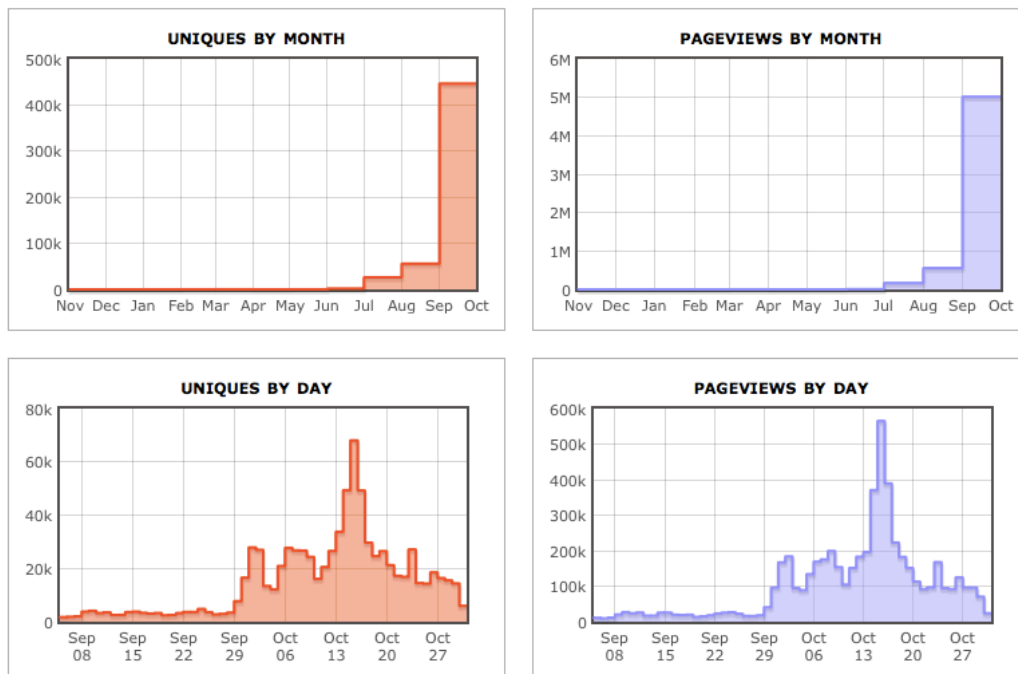 UNIQUES BY MONTH
500k
400k
300k
200k
100k
0
Nov Dec Jan Feb Mar Apr May Jun Jul Aug Sep Oct
PAGEVIEWS BY MONTH
6M
5M
4M
3M
2M
1M
0
Nov Dec Jan Feb Mar Apr May Jun Jul Aug Sep Oct
UNIQUES BY DAY
80k
60k
40k
20k
0
Sep Sep Sep Sep Oct Oct Oct Oct
08 15 22 29 06 13 20 27
PAGEVIEWS BY DAY
600k
500k
400k
300k
200k
100k
0
Sep Sep Sep Sep Oct Oct Oct Oct
08 15 22 29 06 13 20 27